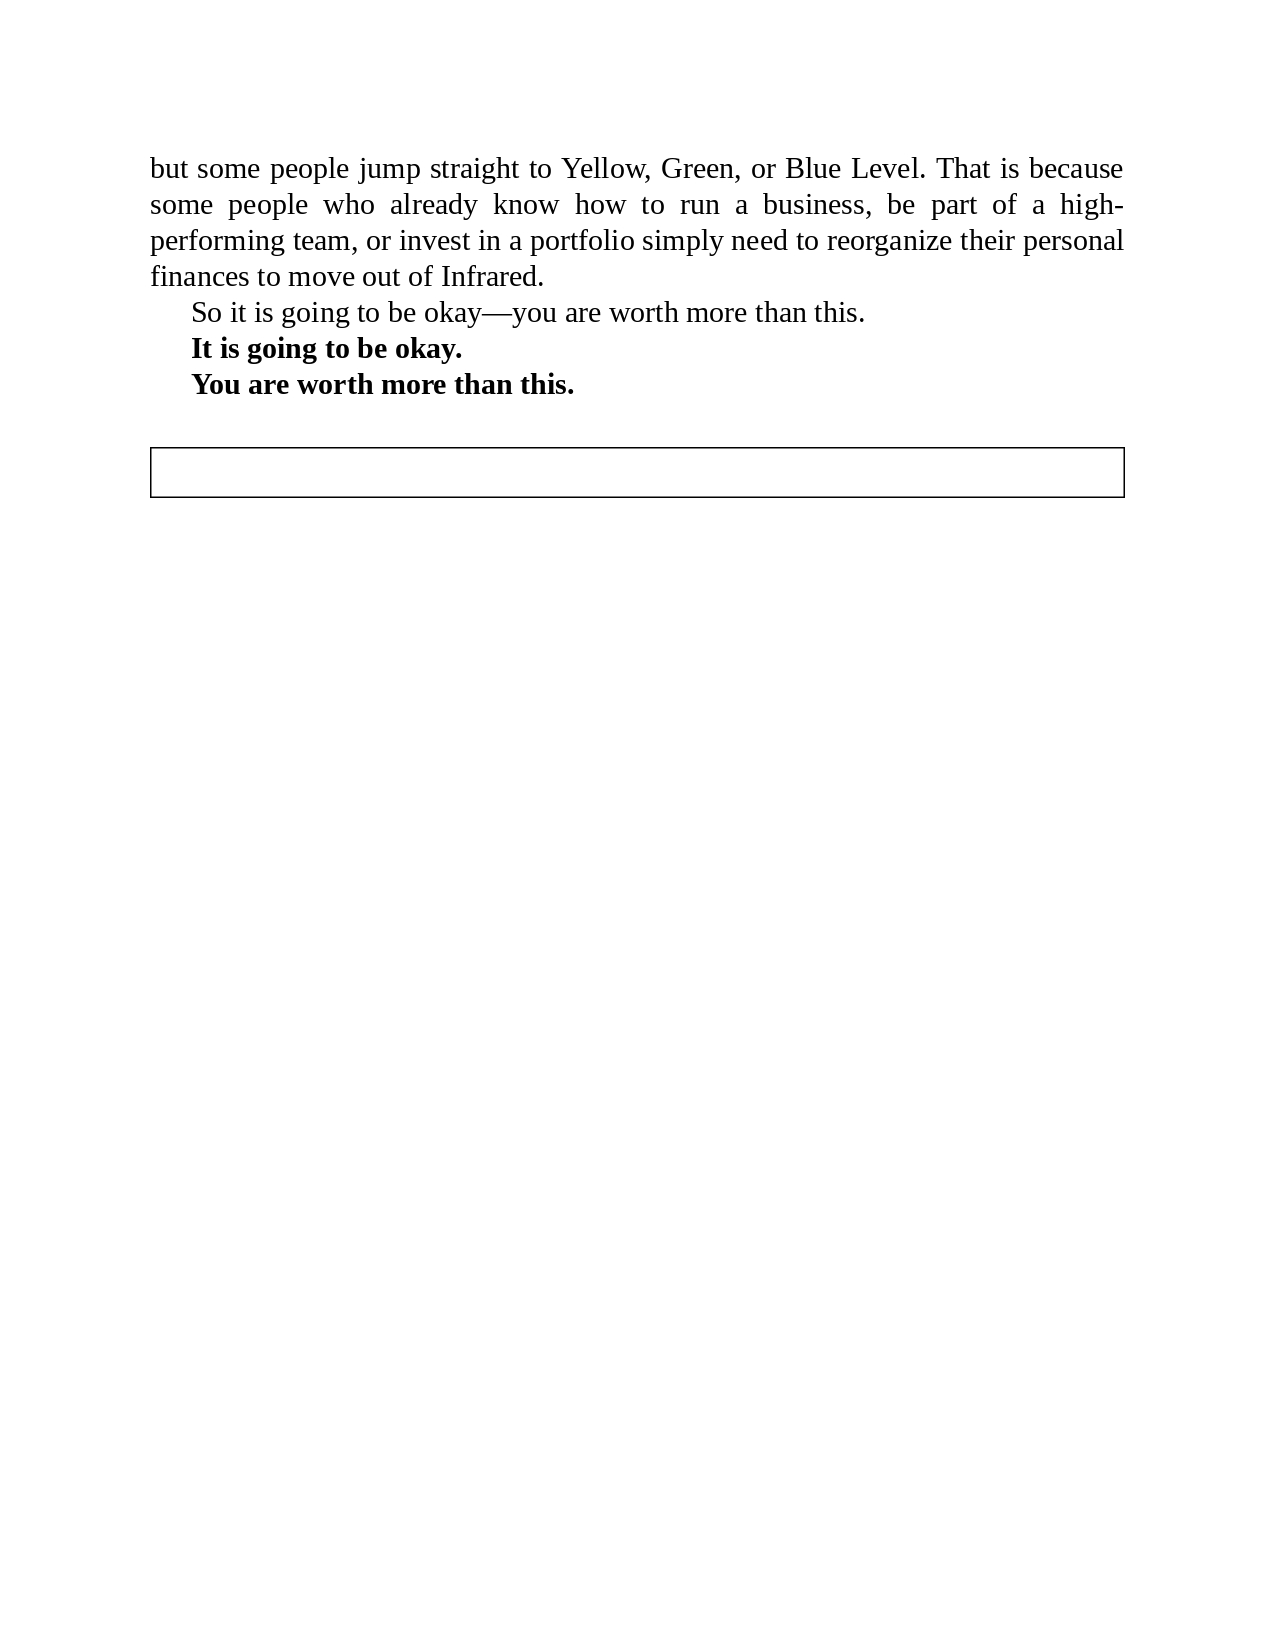 but some people jump straight to Yellow, Green, or Blue Level. That is because
some people who already know how to run a business, be part of a high-
performing team, or invest in a portfolio simply need to reorganize their personal
finances to move out of Infrared.
So it is going to be okay—you are worth more than this.
It is going to be okay.
You are worth more than this.